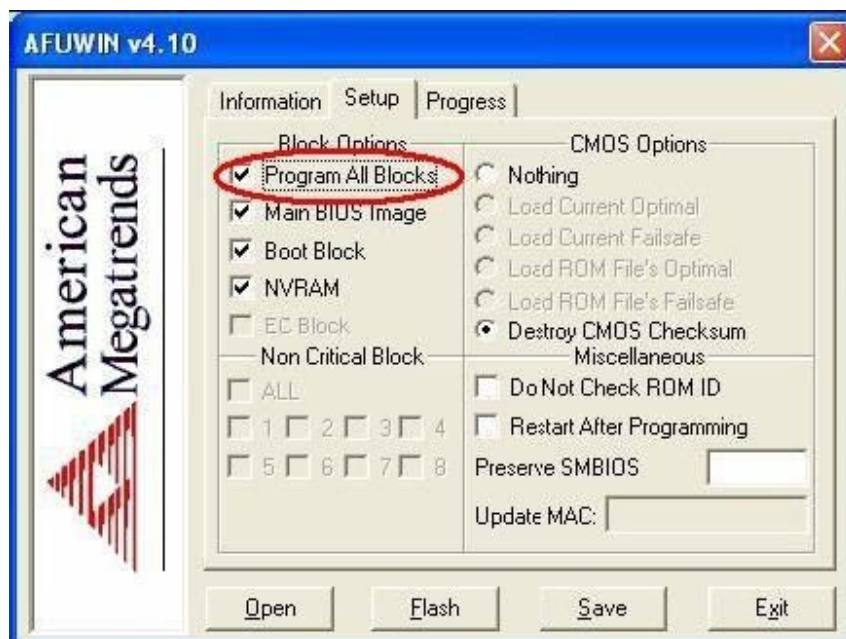 AFUWIN v4.10
American
Megatrends
Information Setup Progress
Block Options
Program All Blocks
Main BIOS Image
Boot Block
NVRAM
EC Block
Non Critical Block
ALL
1 2 3 4
5 6 7 8
CMOS Options
Nothing
Load Current Optimal
Load Current Failsafe
Load ROM File's Optimal
Load ROM File's Failsafe
Destroy CMOS Checksum
Miscellaneous
Do Not Check ROM ID
Restart After Programming
Preserve SMBIOS
Update MAC:
Open Flash Save Exit